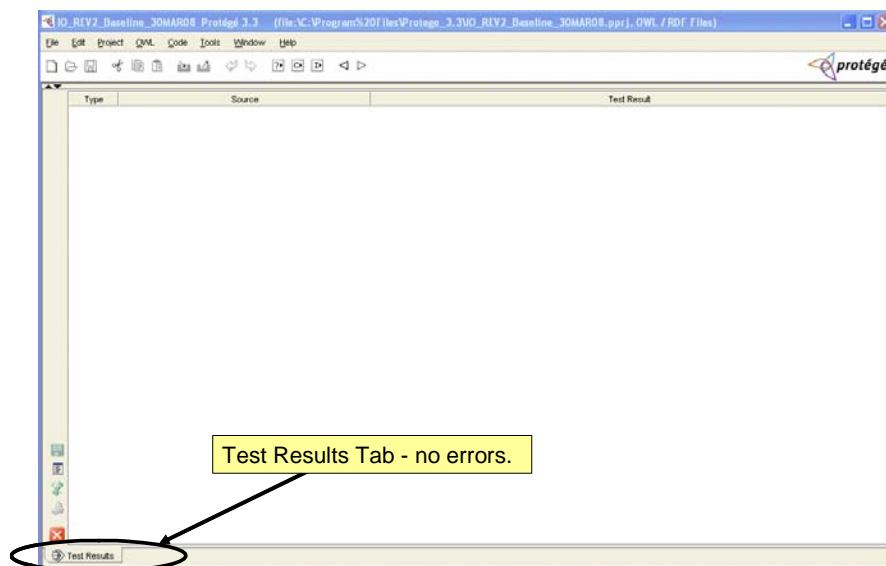 IO_REV2_Baseline_30MAR08 Protégé 3.3 (file:\C:\Program%20Files\Protege_3.3\IO_REV2_Baseline_30MAR08.pprj, OWL / RDF Files)
File Edit Project OWL Code Tools Window Help
protégé
Type Source Test Result
Test Results Tab - no errors.
Test Results